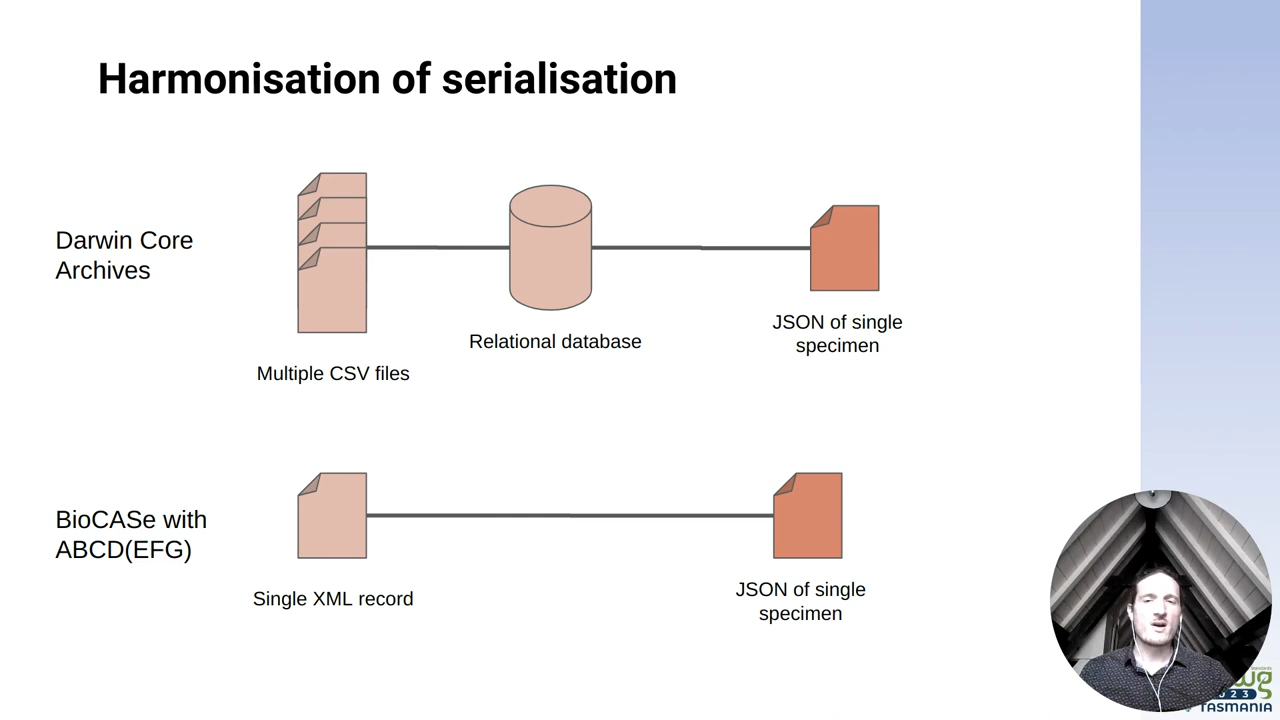 Harmonisation of serialisation
Darwin Core
Archives
Multiple CSV files
Relational database
JSON of single
specimen
BioCASe with
ABCD(EFG)
Single XML record
JSON of single
specimen
TASMANIA